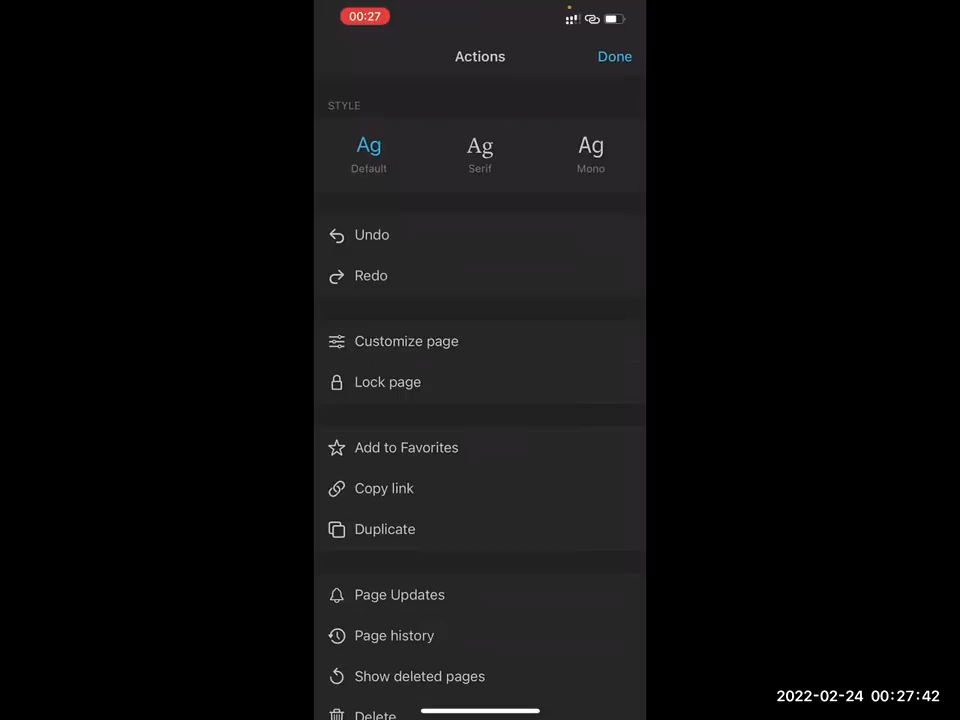 00:27
Actions
Done
STYLE
Ag
Ag
Ag
Default
Serif
Mono
Undo
Redo
Customize page
Lock page
Add to Favorites
Copy link
Duplicate
Page Updates
Page history
Show deleted pages
Delete
2022-02-24 00:27:42